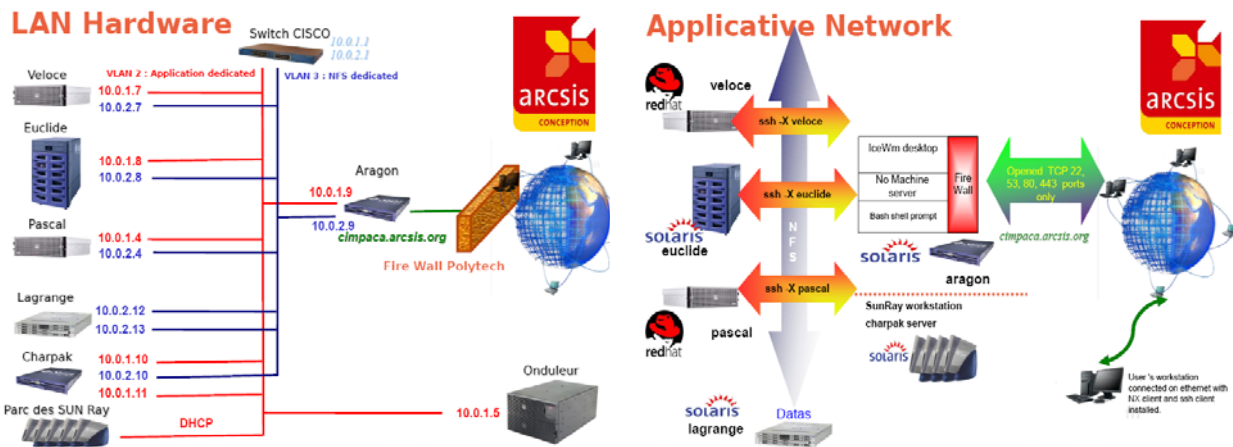 LAN Hardware
Switch CISCO
10.0.1.1
10.0.2.1
VLAN 2 : Application dedicated
VLAN 3 : NFS dedicated
Veloce
10.0.1.7
10.0.2.7
Euclide
10.0.1.8
10.0.2.8
Pascal
10.0.1.4
10.0.2.4
Lagrange
10.0.2.12
10.0.2.13
Charpak
10.0.1.10
10.0.2.10
10.0.1.11
Parc des SUN Ray
DHCP
Aragon
10.0.1.9
10.0.2.9
cimpaca.arcsis.org
Fire Wall Polytech
Onduleur
10.0.1.5
ARCSIS
CONCEPTION
Applicative Network
redhat
veloce
ssh -X veloce
solaris
euclide
ssh -X euclide
NFS
redhat
pascal
ssh -X pascal
solaris
lagrange
Datas
IceWm desktop
No Machine
server
Bash shell prompt
Fire
Wall
solaris
aragon
SunRay workstation
charpak server
solaris
Opened TCP 22,
53, 80, 443 ports
only
cimpaca.arcsis.org
ARCSIS
CONCEPTION
User 's workstation
connected on ethernet with
NX client and ssh client
installed.